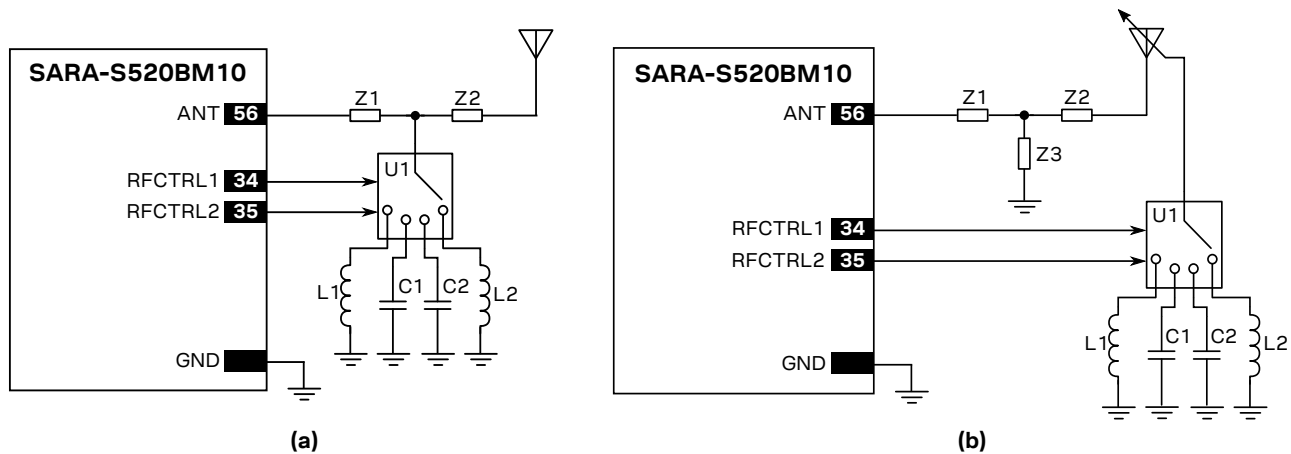 SARA-S520BM10
ANT 56
Z1 Z2
U1
RFCTRL1 34
RFCTRL2 35
L1 C1 C2 L2
GND
(a)
SARA-S520BM10
ANT 56
Z1 Z2
Z3
U1
RFCTRL1 34
RFCTRL2 35
L1 C1 C2 L2
GND
(b)